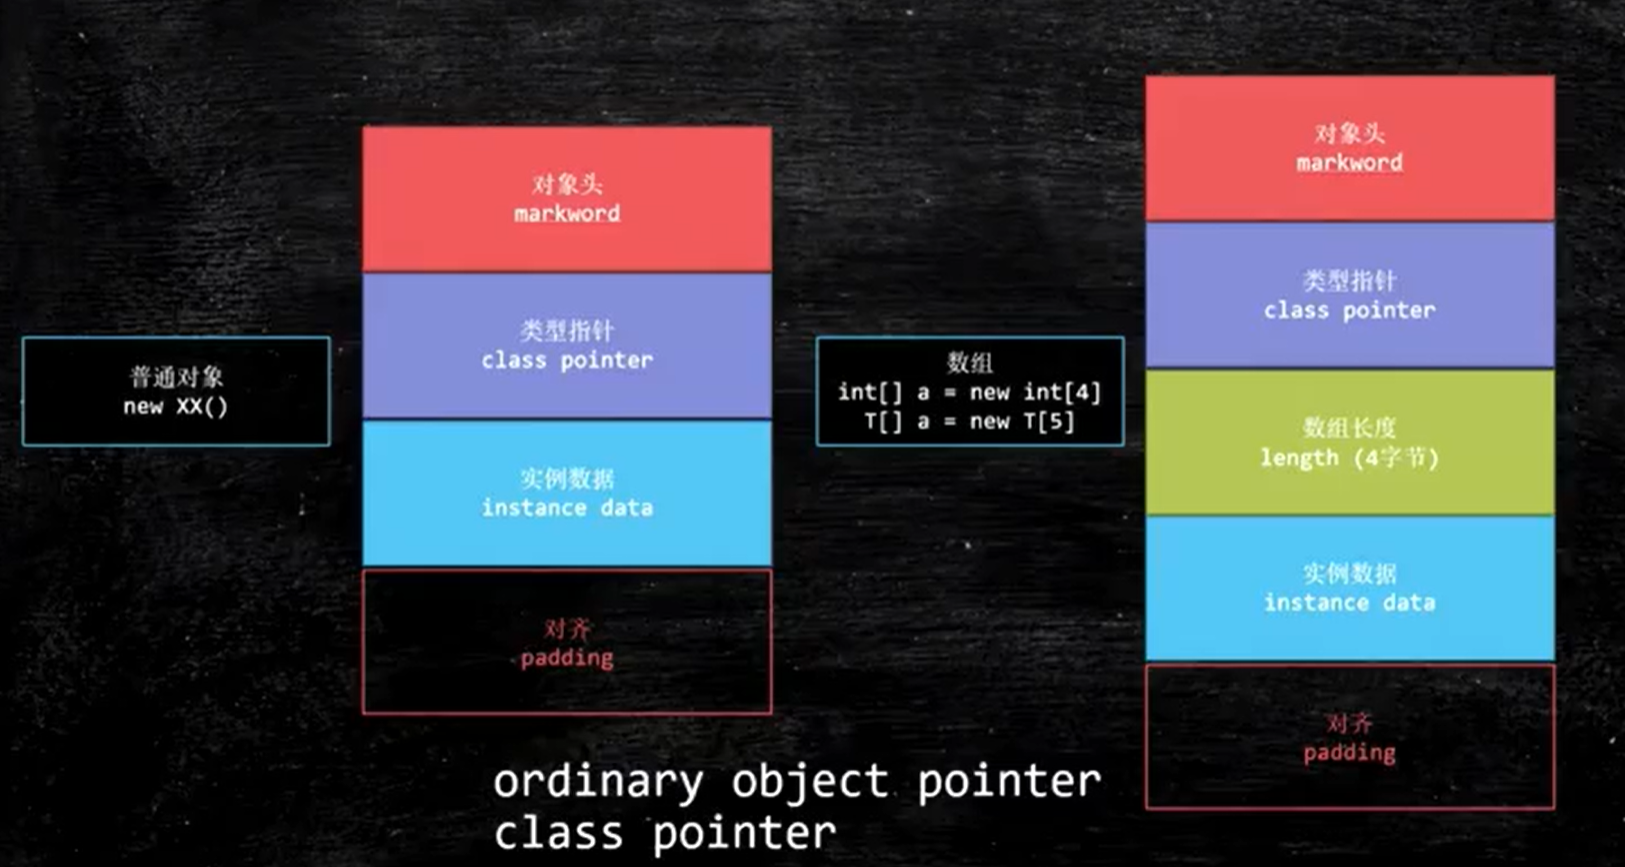 普通对象
new XX()
对象头
markword
类型指针
class pointer
实例数据
instance data
对齐
padding
数组
int[] a = new int[4]
T[] a = new T[5]
对象头
markword
类型指针
class pointer
数组长度
length (4字节)
实例数据
instance data
对齐
padding
ordinary object pointer
class pointer